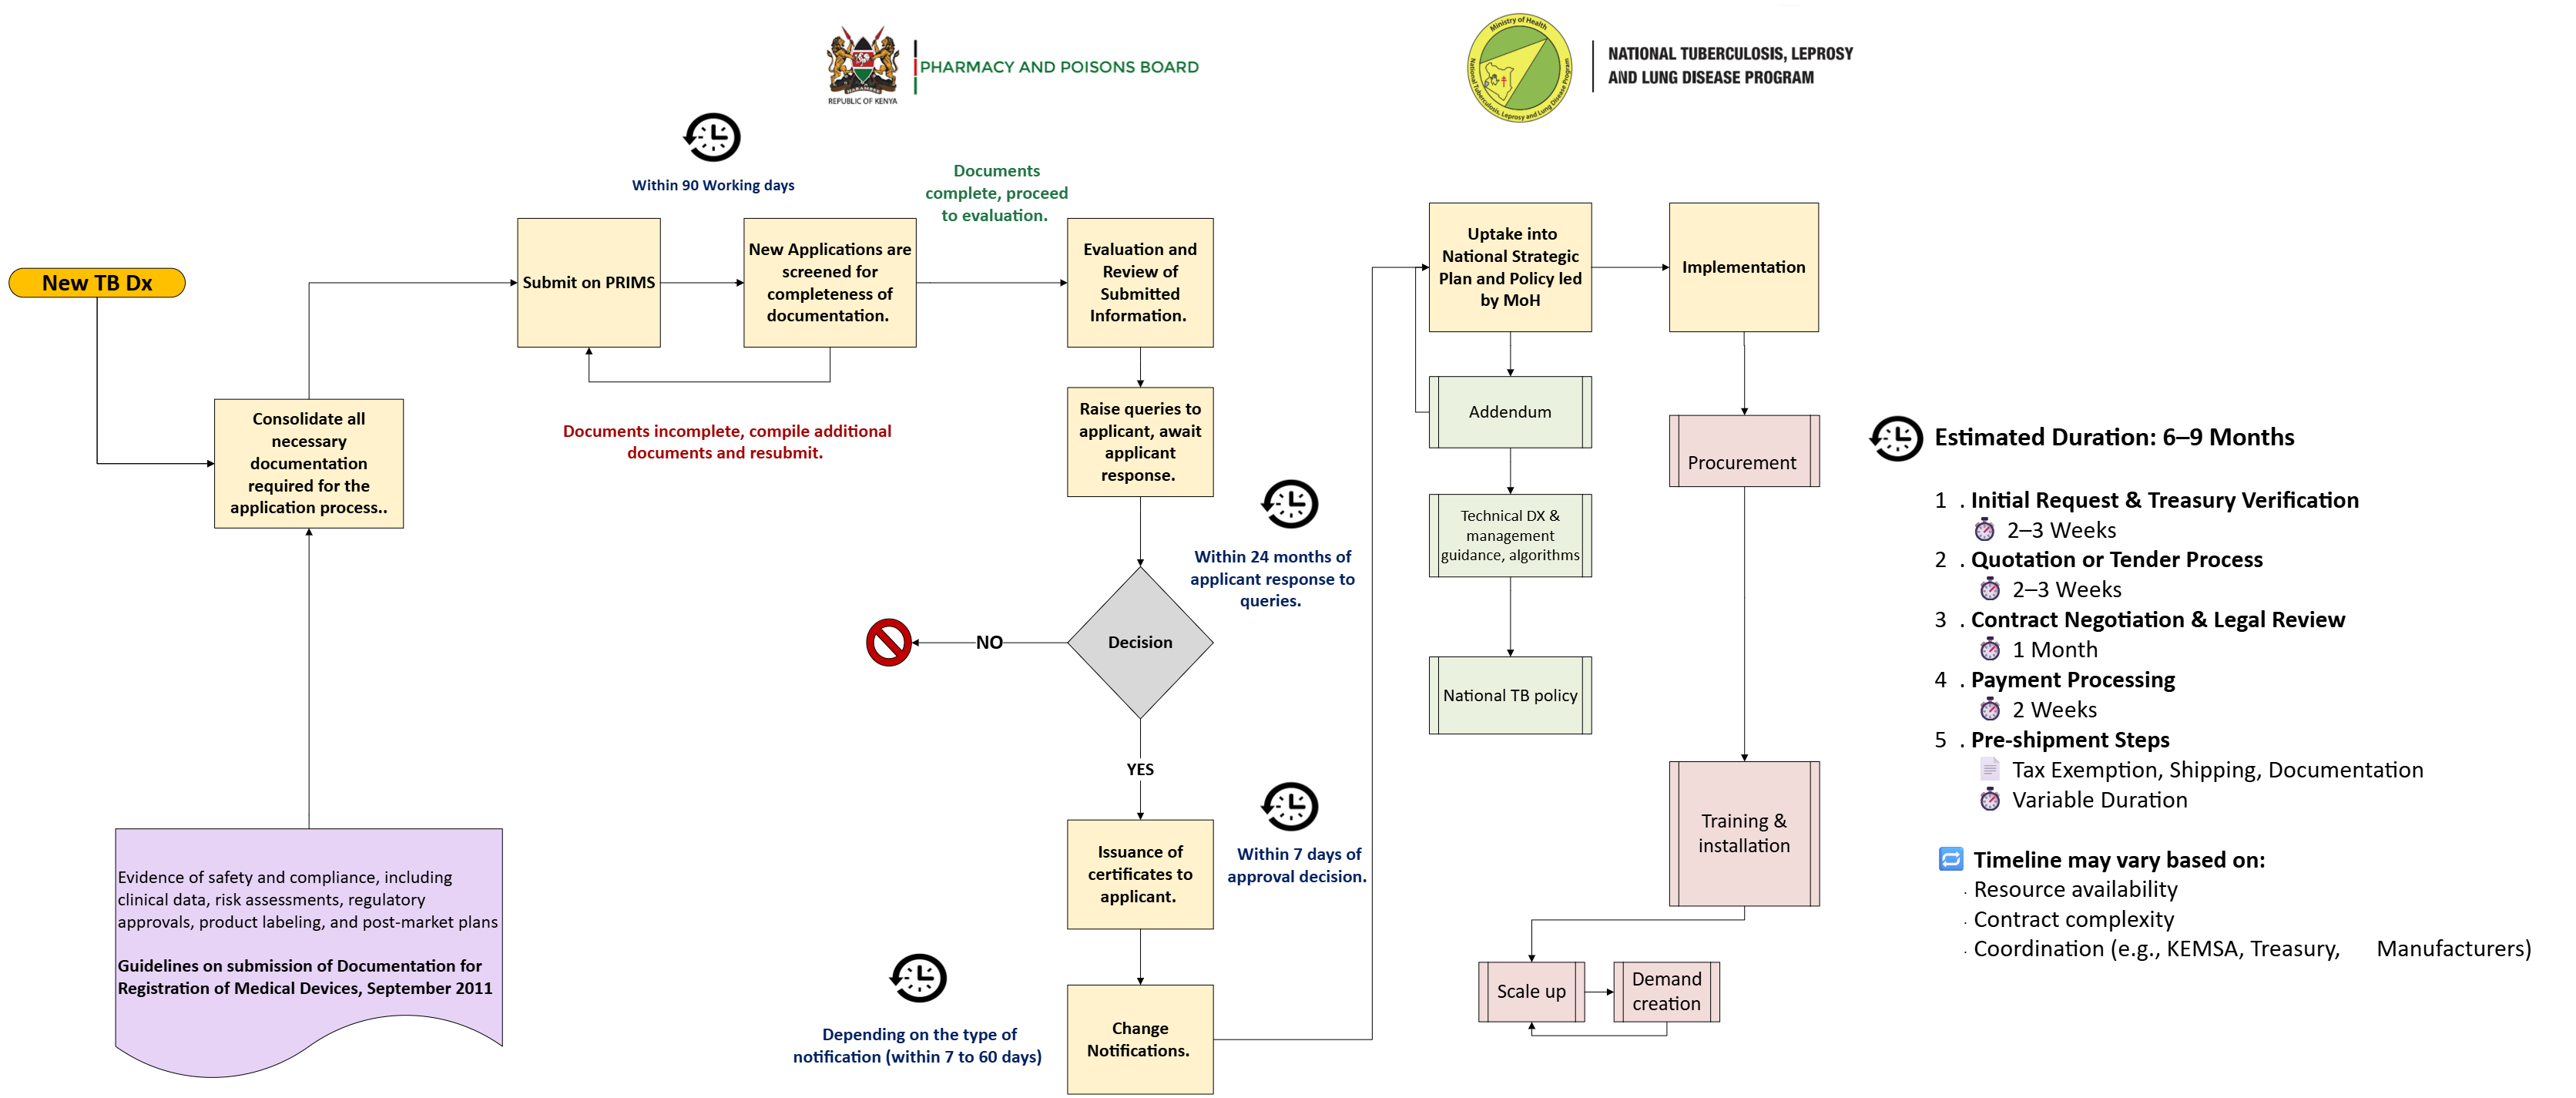 REPUBLIC OF KENYA
PHARMACY AND POISONS BOARD
Ministry of Health
National Tuberculosis, Leprosy and Lung Disease Program
NATIONAL TUBERCULOSIS, LEPROSY
AND LUNG DISEASE PROGRAM
New TB Dx
Consolidate all
necessary
documentation
required for the
application process..
Evidence of safety and compliance, including
clinical data, risk assessments, regulatory
approvals, product labeling, and post-market plans
Guidelines on submission of Documentation for
Registration of Medical Devices, September 2011
Within 90 Working days
Submit on PRIMS
New Applications are
screened for
completeness of
documentation.
Documents incomplete, compile additional
documents and resubmit.
Documents
complete, proceed
to evaluation.
Evaluation and
Review of
Submitted
Information.
Raise queries to
applicant, await
applicant
response.
Within 24 months of
applicant response to
queries.
Decision
NO
YES
Issuance of
certificates to
applicant.
Within 7 days of
approval decision.
Change
Notifications.
Depending on the type of
notification (within 7 to 60 days)
Uptake into
National Strategic
Plan and Policy led
by MoH
Addendum
Technical DX &
management
guidance, algorithms
National TB policy
Implementation
Procurement
Training &
installation
Scale up
Demand
creation
Estimated Duration: 6–9 Months
1 . Initial Request & Treasury Verification
2–3 Weeks
2 . Quotation or Tender Process
2–3 Weeks
3 . Contract Negotiation & Legal Review
1 Month
4 . Payment Processing
2 Weeks
5 . Pre-shipment Steps
Tax Exemption, Shipping, Documentation
Variable Duration
Timeline may vary based on:
· Resource availability
· Contract complexity
· Coordination (e.g., KEMSA, Treasury, Manufacturers)